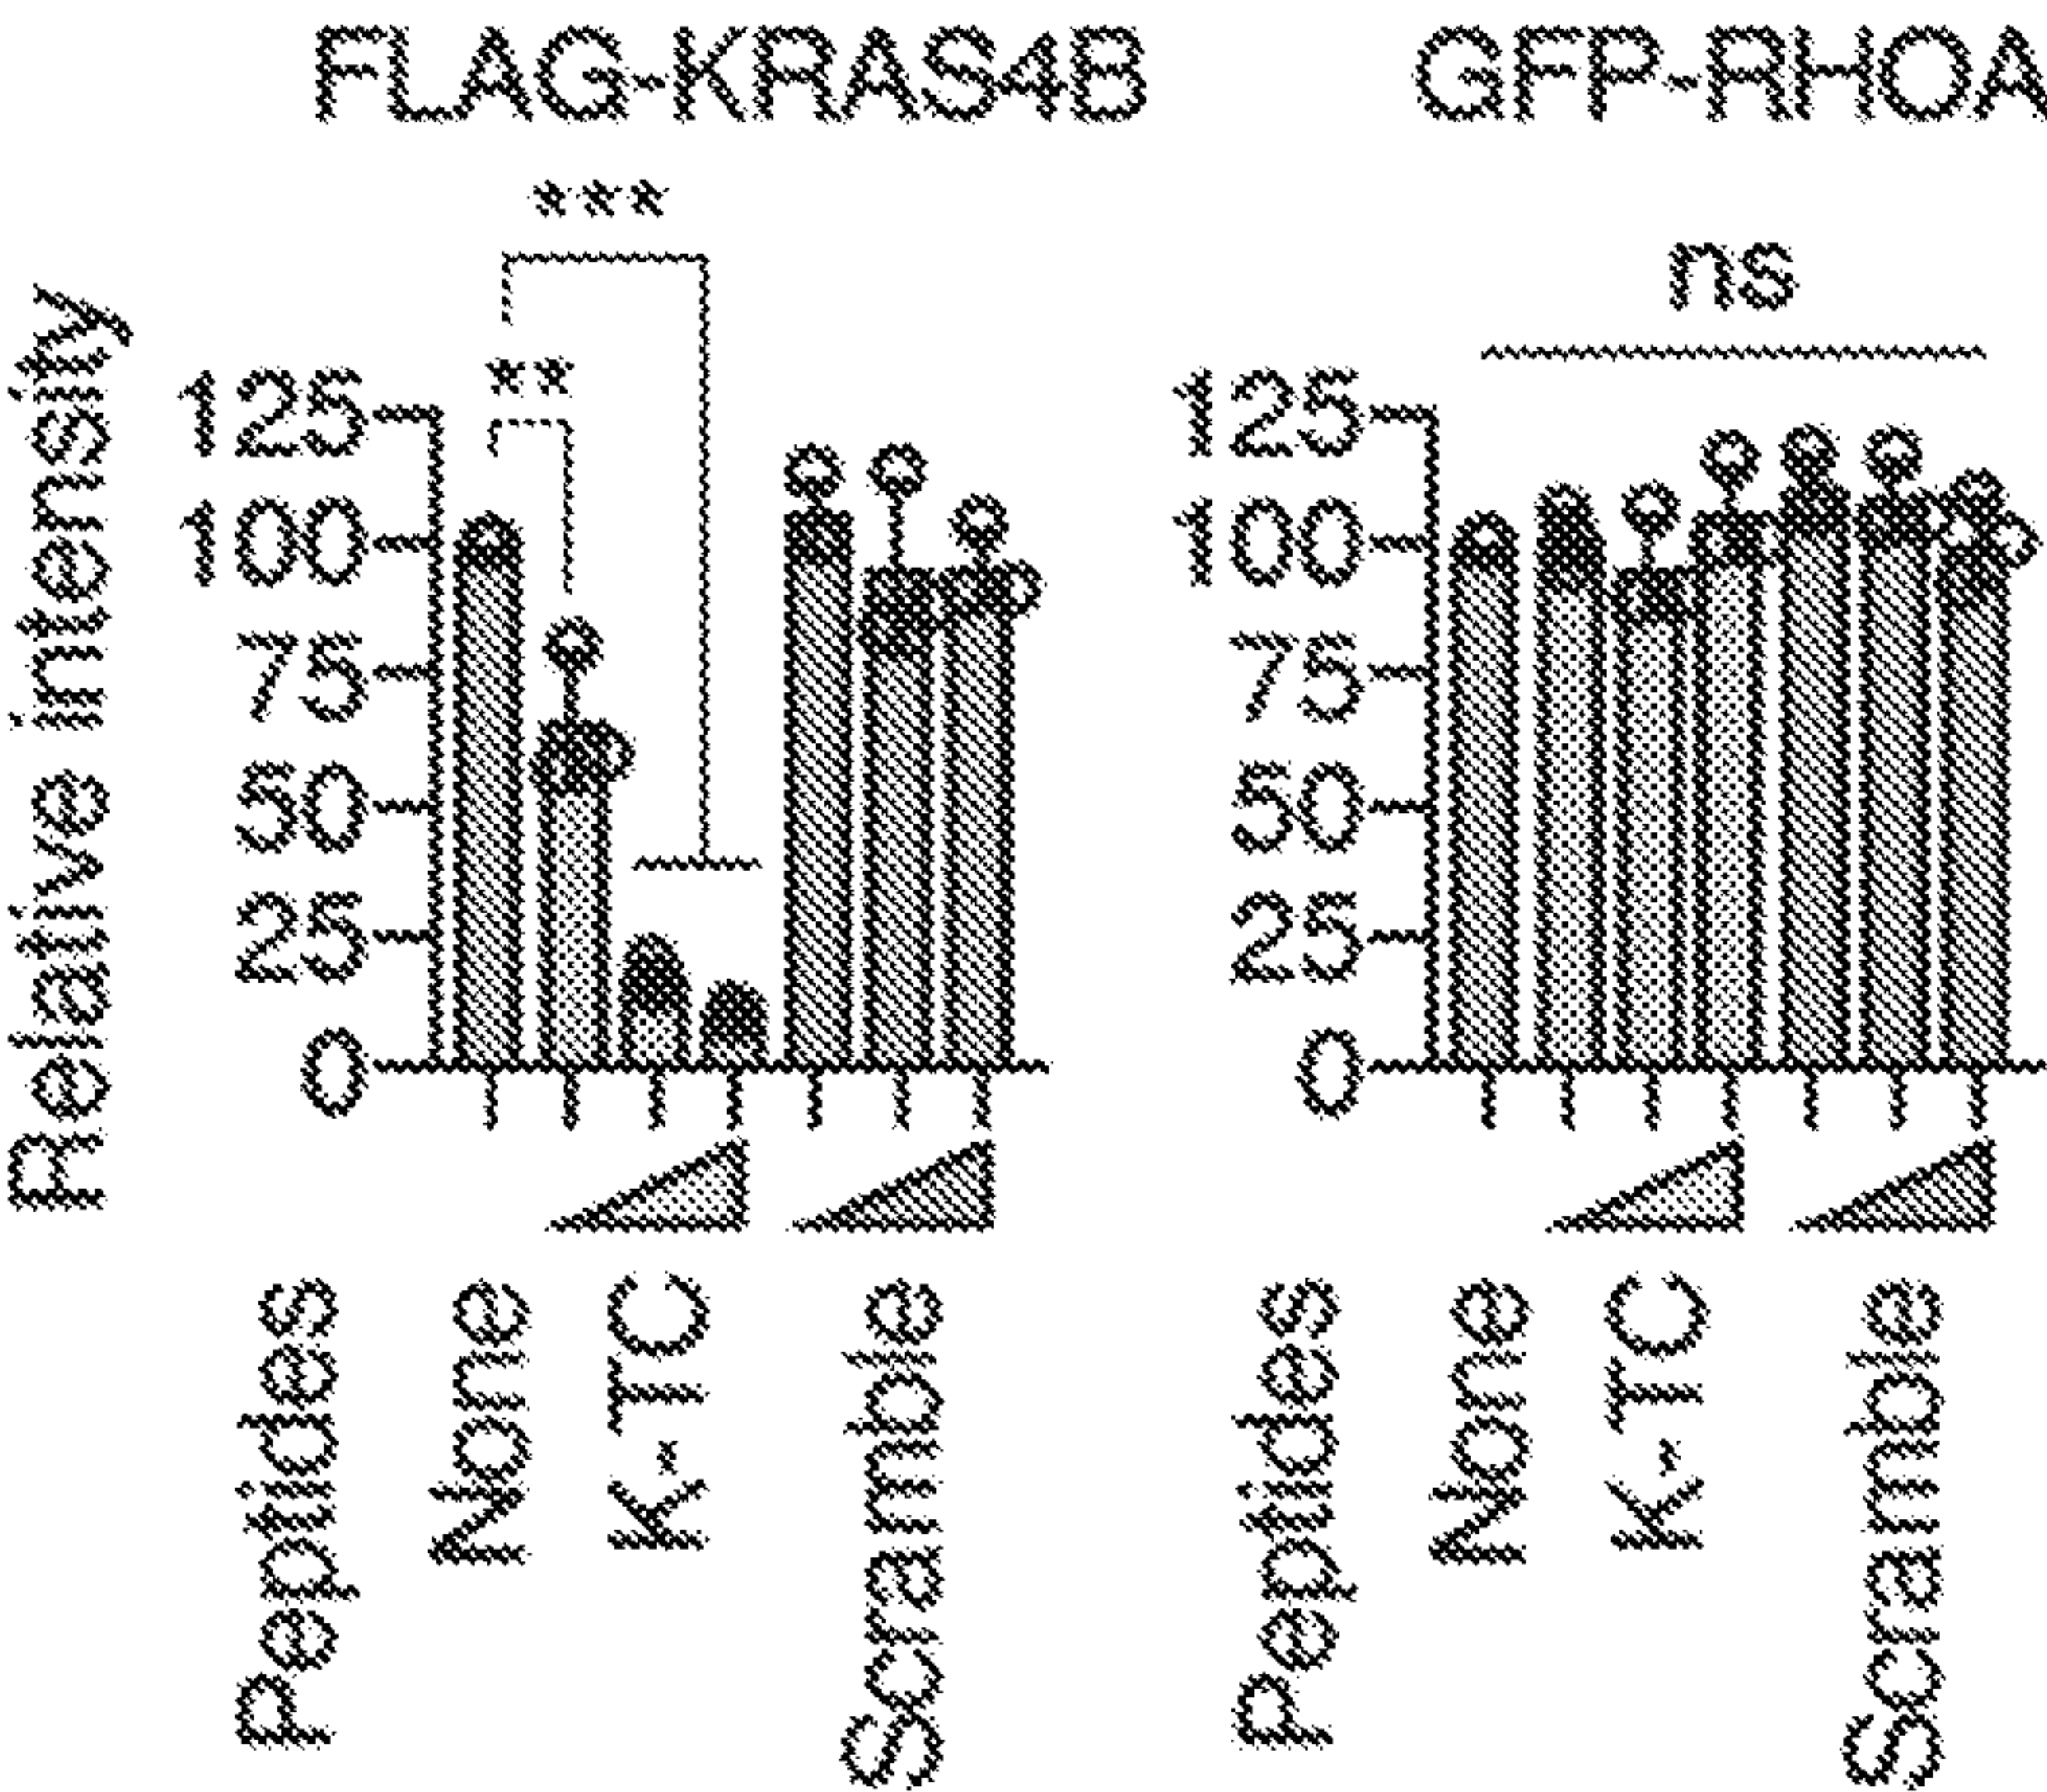 FLAG-KRAS4B
GFP-RHOA
***
**
ns
Relative intensity
125
100
75
50
25
0
125
100
75
50
25
0
Peptides
None
K-TC
Scramble
Peptides
None
K-TC
Scramble